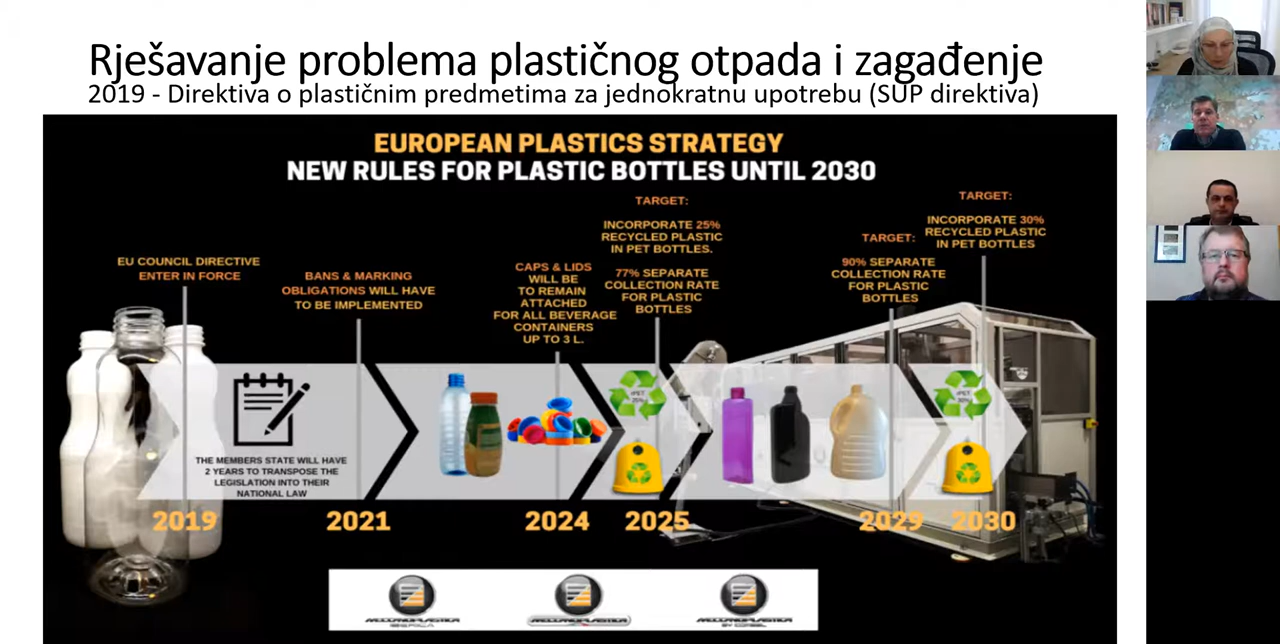 Rješavanje problema plastičnog otpada i zagađenje
2019 - Direktiva o plastičnim predmetima za jednokratnu upotrebu (SUP direktiva)
EUROPEAN PLASTICS STRATEGY
NEW RULES FOR PLASTIC BOTTLES UNTIL 2030
EU COUNCIL DIRECTIVE
ENTER IN FORCE
BANS & MARKING
OBLIGATIONS WILL HAVE
TO BE IMPLEMENTED
CAPS & LIDS
WILL BE
TO REMAIN
ATTACHED
FOR ALL BEVERAGE
CONTAINERS
UP TO 3 L.
TARGET:
INCORPORATE 25%
RECYCLED PLASTIC
IN PET BOTTLES.
77% SEPARATE
COLLECTION RATE
FOR PLASTIC
BOTTLES
TARGET:
90% SEPARATE
COLLECTION RATE
FOR PLASTIC
BOTTLES
TARGET:
INCORPORATE 30%
RECYCLED PLASTIC
IN PET BOTTLES
THE MEMBERS STATE WILL HAVE
2 YEARS TO TRANSPOSE THE
LEGISLATION INTO THEIR
NATIONAL LAW
rPET
25%
rPET
30%
2019
2021
2024
2025
2029
2030